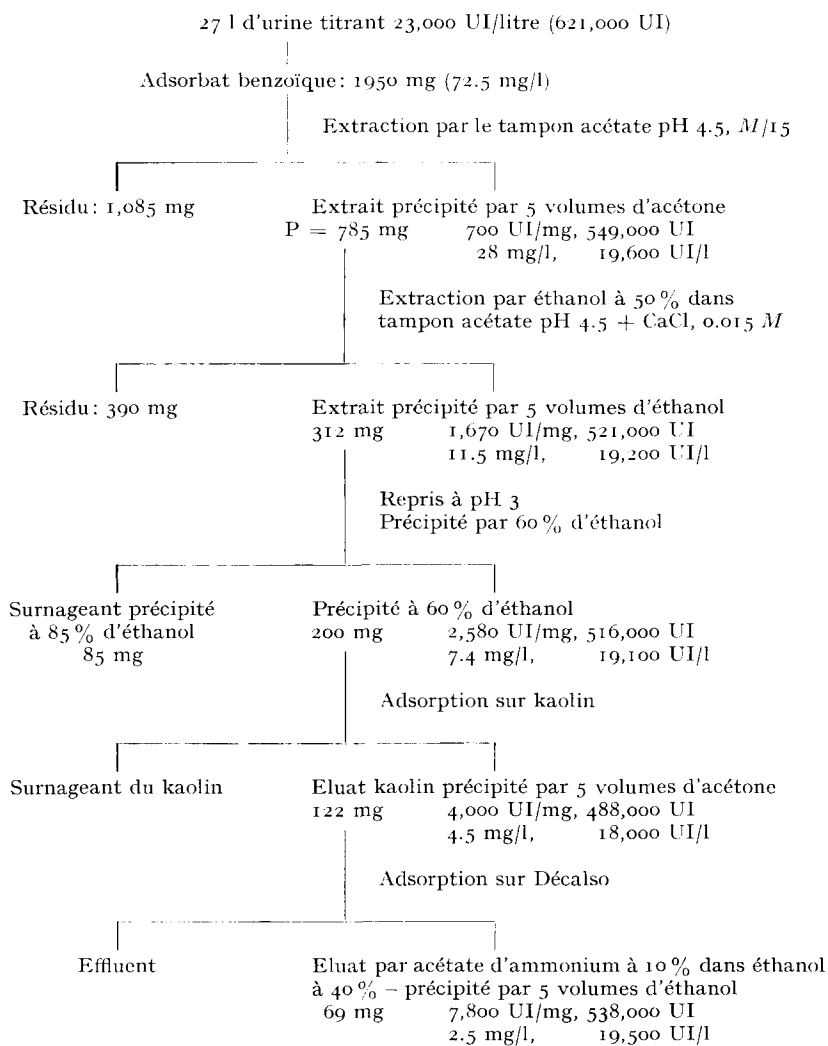 27 l d'urine titrant 23,000 UI/litre (621,000 UI)
Adsorbat benzoïque: 1950 mg (72.5 mg/l)
Extraction par le tampon acétate pH 4.5, M/15
Résidu: 1,085 mg
Extrait précipité par 5 volumes d'acétone
P = 785 mg 700 UI/mg, 549,000 UI
28 mg/l, 19,600 UI/l
Extraction par éthanol à 50 % dans
tampon acétate pH 4.5 + CaCl, 0.015 M
Résidu: 390 mg
Extrait précipité par 5 volumes d'éthanol
312 mg 1,670 UI/mg, 521,000 UI
11.5 mg/l, 19,200 UI/l
Repris à pH 3
Précipité par 60 % d'éthanol
Surnageant précipité
à 85 % d'éthanol
85 mg
Précipité à 60 % d'éthanol
200 mg 2,580 UI/mg, 516,000 UI
7.4 mg/l, 19,100 UI/l
Adsorption sur kaolin
Surnageant du kaolin
Eluat kaolin précipité par 5 volumes d'acétone
122 mg 4,000 UI/mg, 488,000 UI
4.5 mg/l, 18,000 UI/l
Adsorption sur Décalso
Effluent
Eluat par acétate d'ammonium à 10 % dans éthanol
à 40 % – précipité par 5 volumes d'éthanol
69 mg 7,800 UI/mg, 538,000 UI
2.5 mg/l, 19,500 UI/l